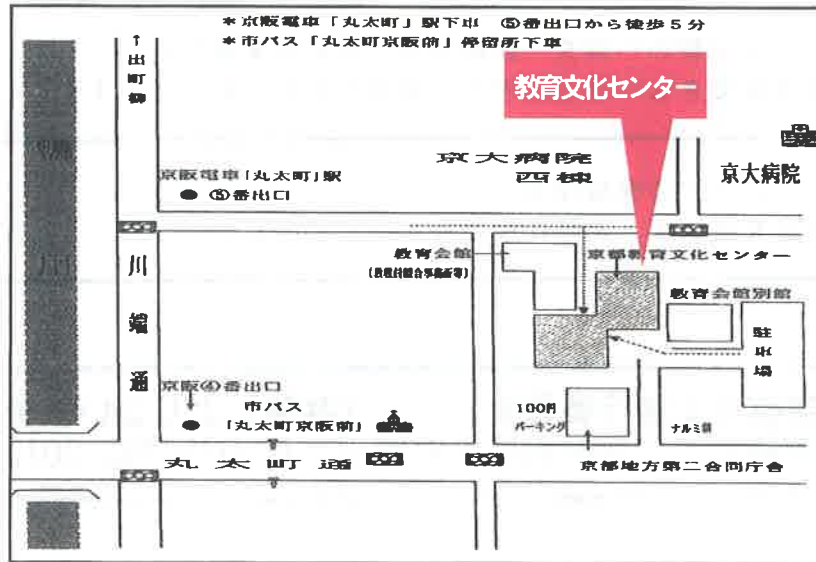 ＊京阪電車「丸太町」駅下車　⑤番出口から徒歩５分
＊市バス「丸太町京阪前」停留所下車
↑出町柳
教育文化センター
京大病院
西棟
京大病院
京阪電車「丸太町」駅
⑤番出口
川端通
教育会館
京都教育文化センター
教育会館別館
駐車場
京阪④番出口
市バス
「丸太町京阪前」
100円
パーキング
丸太町通
京都地方第二合同庁舎